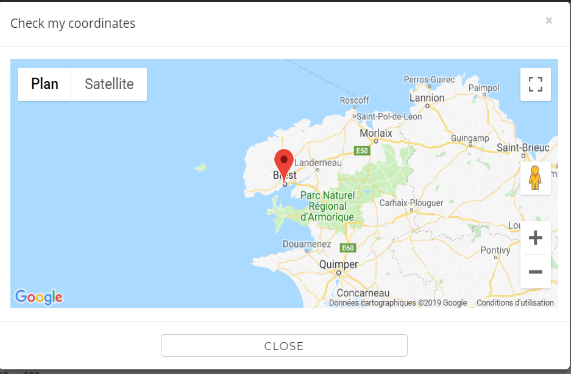 Check my coordinates
×
Plan
Satellite
Perros-Guirec
Paimpol
Roscoff
Lannion
Saint-Pol-de-Léon
Morlaix
Guingamp
Saint-Brieuc
E50
Landerneau
Brest
Parc Naturel
Régional
d'Armorique
Carhaix-Plouguer
Douarnenez
E60
Pontivy
Quimper
Concarneau
Google
Données cartographiques ©2019 Google
Conditions d'utilisation
CLOSE